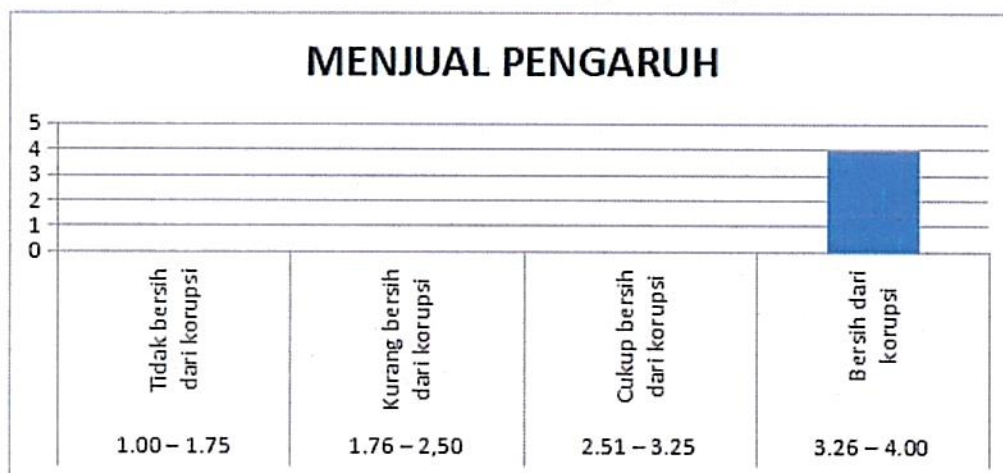 MENJUAL PENGARUH
5
4
3
2
1
0
Tidak bersih
dari korupsi
Kurang bersih
dari korupsi
Cukup bersih
dari korupsi
Bersih dari
korupsi
1.00 – 1.75
1.76 – 2,50
2.51 – 3.25
3.26 – 4.00